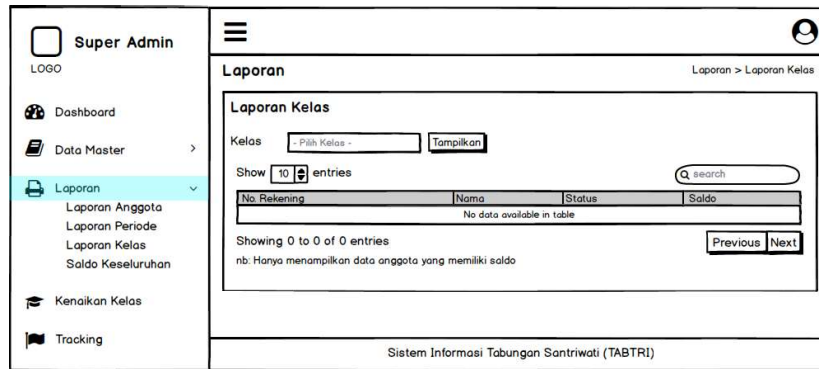 Super Admin
LOGO
Dashboard
Data Master
Laporan
Laporan Anggota
Laporan Periode
Laporan Kelas
Saldo Keseluruhan
Kenaikan Kelas
Tracking
Laporan
Laporan > Laporan Kelas
Laporan Kelas
Kelas - Pilih Kelas - Tampilkan
Show 10 entries search
No. Rekening Nama Status Saldo
No data available in table
Showing 0 to 0 of 0 entries Previous Next
nb: Hanya menampilkan data anggota yang memiliki saldo
Sistem Informasi Tabungan Santriwati (TABTRI)